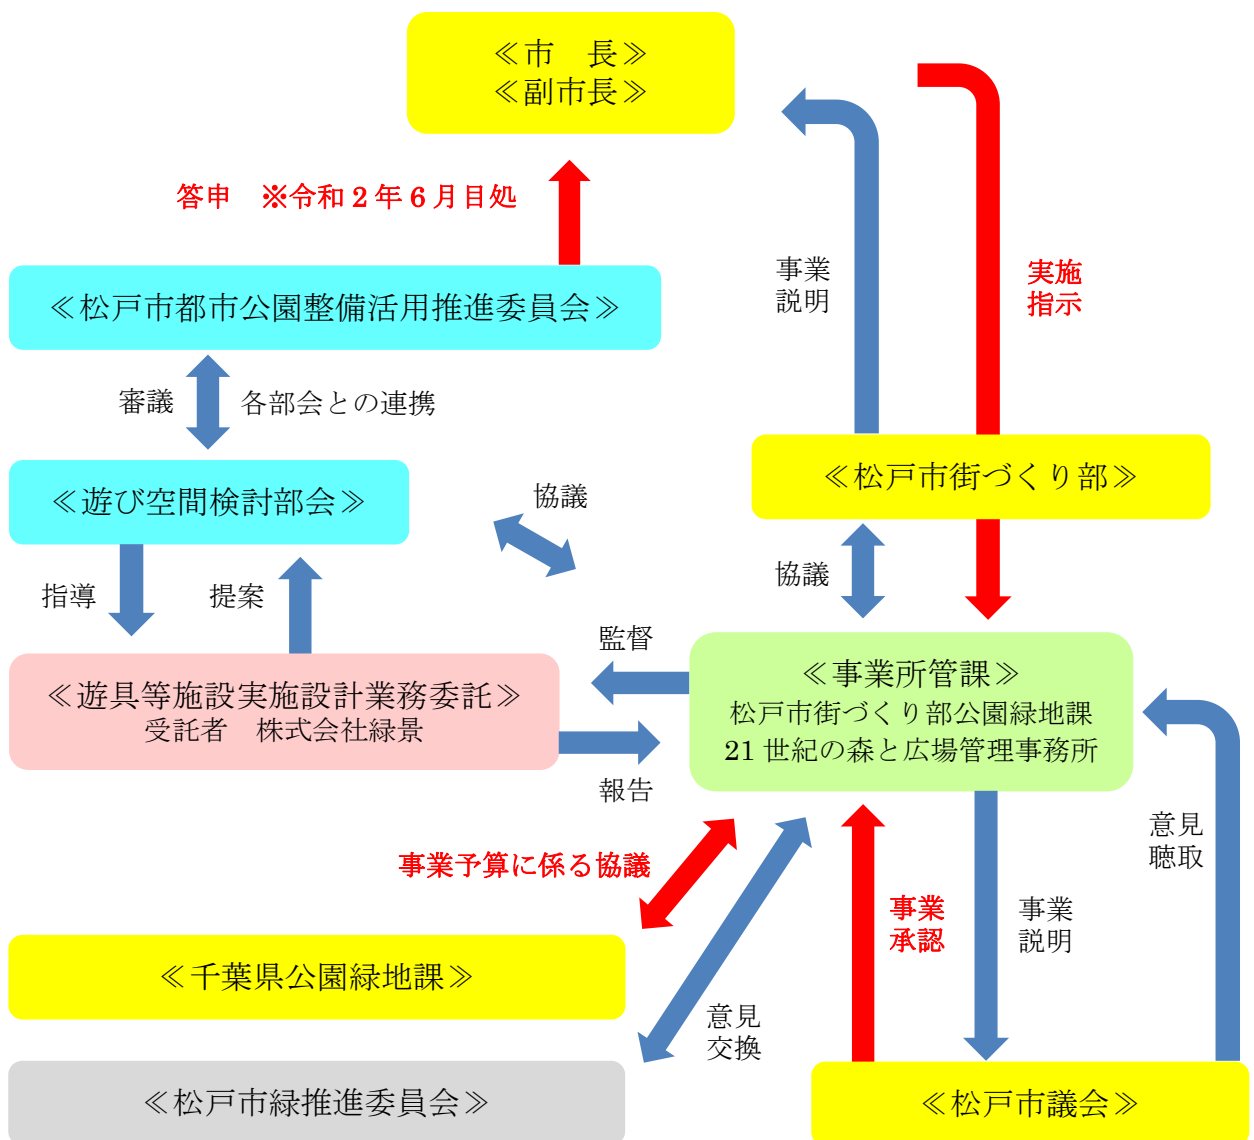 ≪市　長≫
≪副市長≫
答申　※令和2年6月目処
事業
説明
実施
指示
≪松戸市都市公園整備活用推進委員会≫
審議
各部会との連携
≪松戸市街づくり部≫
≪遊び空間検討部会≫
協議
協議
指導
提案
監督
≪遊具等施設実施設計業務委託≫
受託者　株式会社緑景
≪事業所管課≫
松戸市街づくり部公園緑地課
21世紀の森と広場管理事務所
報告
意見
聴取
事業予算に係る協議
事業
承認
事業
説明
≪千葉県公園緑地課≫
意見
交換
≪松戸市緑推進委員会≫
≪松戸市議会≫